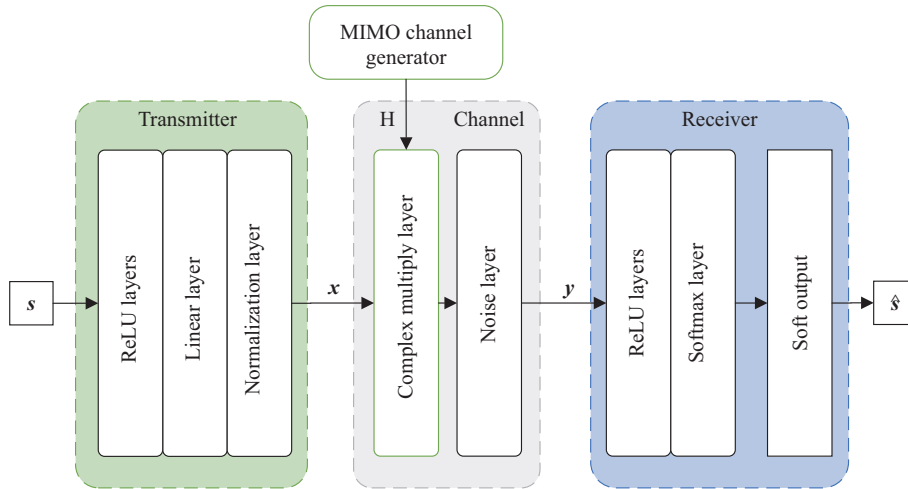 MIMO channel
generator
Transmitter
H
Channel
Receiver
s
ReLU layers
Linear layer
Normalization layer
x
Complex multiply layer
Noise layer
y
ReLU layers
Softmax layer
Soft output
ŝ